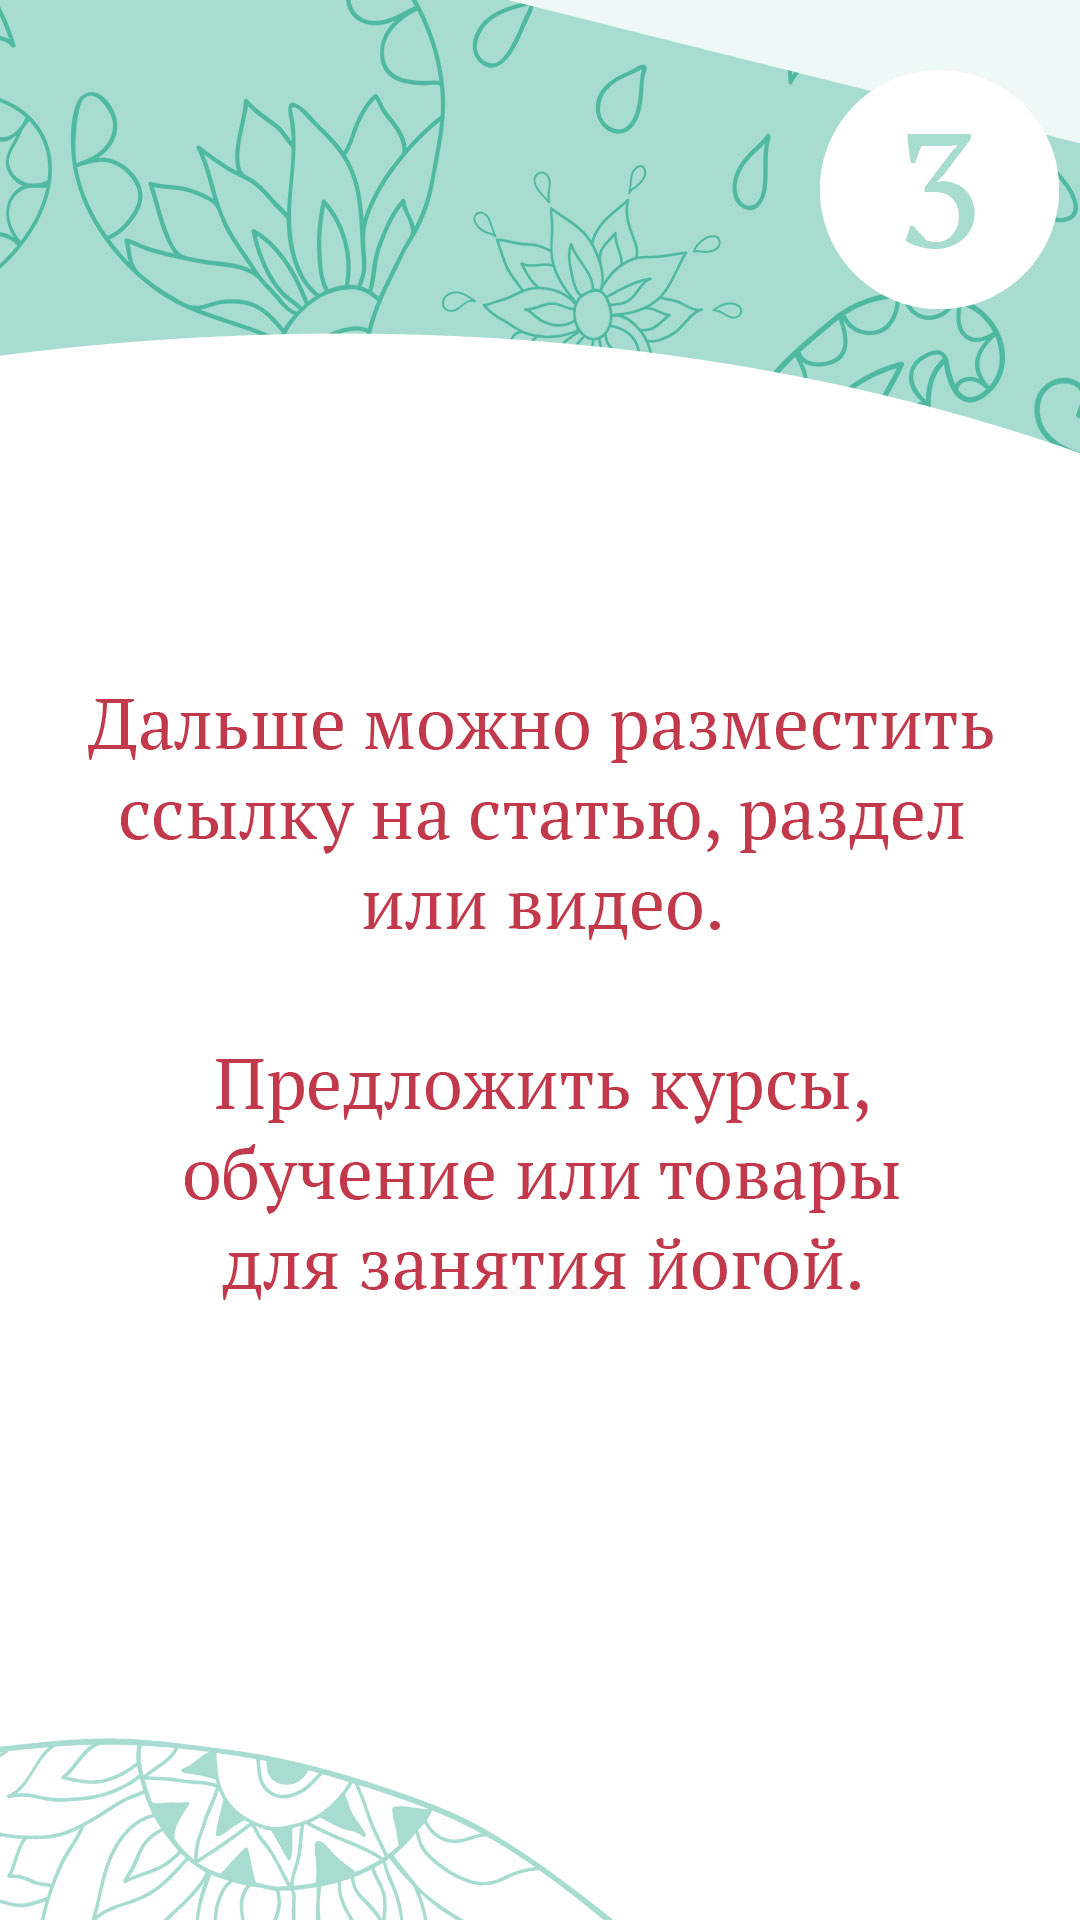 3
Дальше можно разместить
ссылку на статью, раздел
или видео.
Предложить курсы,
обучение или товары
для занятия йогой.